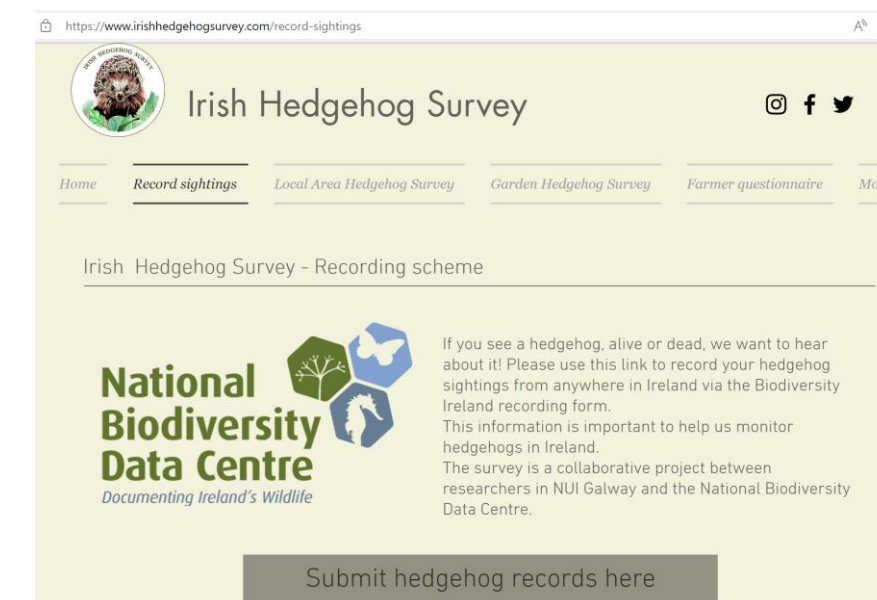 https://www.irishhedgehogsurvey.com/record-sightings
IRISH HEDGEHOG SURVEY
Irish Hedgehog Survey
Home
Record sightings
Local Area Hedgehog Survey
Garden Hedgehog Survey
Farmer questionnaire
Irish Hedgehog Survey - Recording scheme
National
Biodiversity
Data Centre
Documenting Ireland's Wildlife
If you see a hedgehog, alive or dead, we want to hear
about it! Please use this link to record your hedgehog
sightings from anywhere in Ireland via the Biodiversity
Ireland recording form.
This information is important to help us monitor
hedgehogs in Ireland.
The survey is a collaborative project between
researchers in NUI Galway and the National Biodiversity
Data Centre.
Submit hedgehog records here